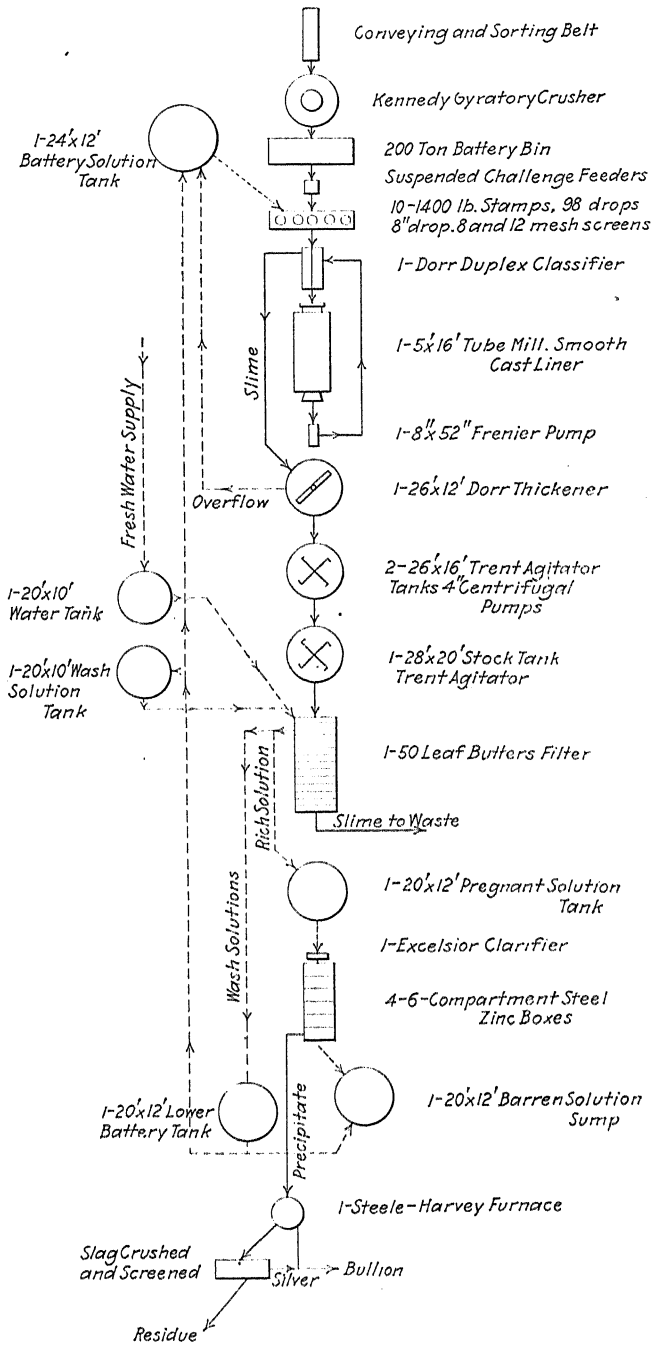 Conveying and Sorting Belt
Kennedy Gyratory Crusher
1-24'x12'
Battery Solution
Tank
200 Ton Battery Bin
Suspended Challenge Feeders
10-1400 lb. Stamps, 98 drops
8" drop. 8 and 12 mesh screens
1-Dorr Duplex Classifier
Slime
1-5'x16' Tube Mill. Smooth
Cast Liner
1-8"x52" Frenier Pump
Fresh Water Supply
Overflow
1-26'x12' Dorr Thickener
2-26'x16' Trent Agitator
Tanks 4" Centrifugal
Pumps
1-20'x10'
Water Tank
1-20'x10' Wash
Solution
Tank
1-28'x20' Stock Tank
Trent Agitator
1-50 Leaf Butters Filter
Rich Solution
Slime to Waste
Wash Solutions
1-20'x12' Pregnant Solution
Tank
1-Excelsior Clarifier
4-6-Compartment Steel
Zinc Boxes
1-20'x12' Lower
Battery Tank
Precipitate
1-20'x12' Barren Solution
Sump
1-Steele-Harvey Furnace
Slag Crushed
and Screened
Silver
Bullion
Residue